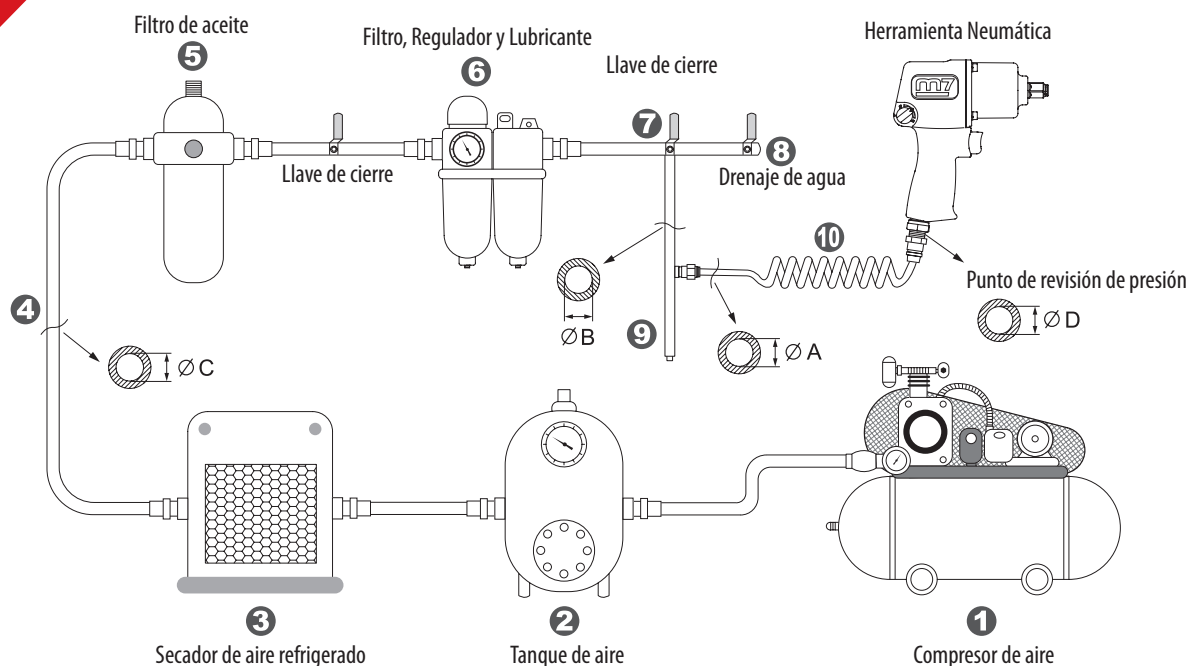 Filtro de aceite
5
Filtro, Regulador y Lubricante
6
Llave de cierre
Herramienta Neumática
m7
7
8
Llave de cierre
Drenaje de agua
10
Punto de revisión de presión
4
9
Ø B
Ø D
Ø A
Ø C
3
2
1
Secador de aire refrigerado
Tanque de aire
Compresor de aire